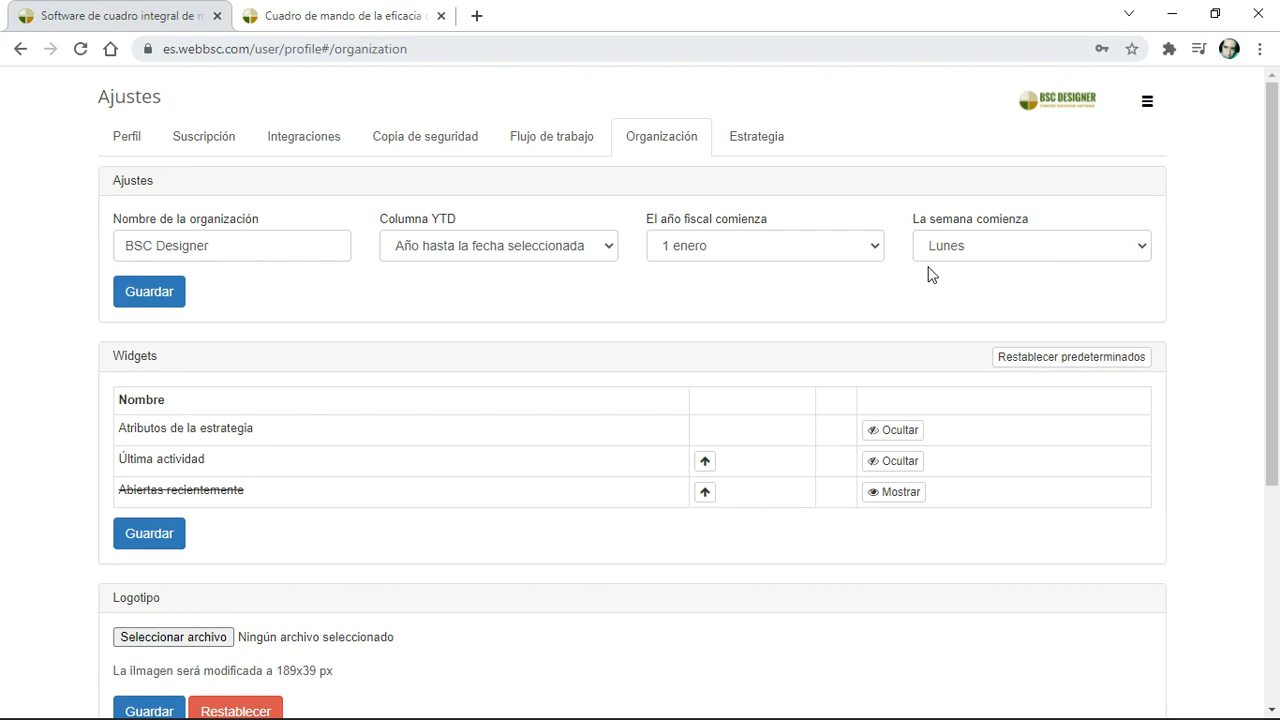 Software de cuadro integral de m
Cuadro de mando de la eficacia
es.webbsc.com/user/profile#/organization
Ajustes
BSC DESIGNER
Perfil Suscripción Integraciones Copia de seguridad Flujo de trabajo Organización Estrategia
Ajustes
Nombre de la organización Columna YTD El año fiscal comienza La semana comienza
BSC Designer Año hasta la fecha seleccionada 1 enero Lunes
Guardar
Widgets Restablecer predeterminados
Nombre
Atributos de la estrategia Ocultar
Última actividad Ocultar
Abiertas recientemente Mostrar
Guardar
Logotipo
Seleccionar archivo Ningún archivo seleccionado
La iImagen será modificada a 189x39 px
Guardar Restablecer